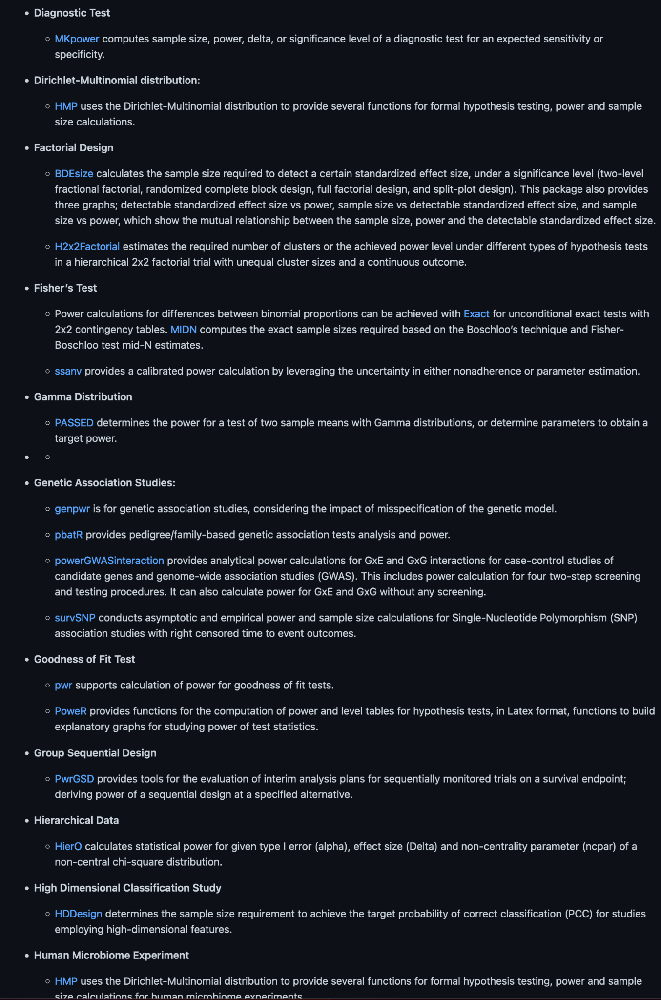 Diagnostic Test
MKpower computes sample size, power, delta, or significance level of a diagnostic test for an expected sensitivity or
specificity.
Dirichlet-Multinomial distribution:
HMP uses the Dirichlet-Multinomial distribution to provide several functions for formal hypothesis testing, power and sample
size calculations.
Factorial Design
BDEsize calculates the sample size required to detect a certain standardized effect size, under a significance level (two-level
fractional factorial, randomized complete block design, full factorial design, and split-plot design). This package also provides
three graphs; detectable standardized effect size vs power, sample size vs detectable standardized effect size, and sample
size vs power, which show the mutual relationship between the sample size, power and the detectable standardized effect size.
H2x2Factorial estimates the required number of clusters or the achieved power level under different types of hypothesis tests
in a hierarchical 2x2 factorial trial with unequal cluster sizes and a continuous outcome.
Fisher’s Test
Power calculations for differences between binomial proportions can be achieved with Exact for unconditional exact tests with
2x2 contingency tables. MIDN computes the exact sample sizes required based on the Boschloo’s technique and Fisher-
Boschloo test mid-N estimates.
ssanv provides a calibrated power calculation by leveraging the uncertainty in either nonadherence or parameter estimation.
Gamma Distribution
PASSED determines the power for a test of two sample means with Gamma distributions, or determine parameters to obtain a
target power.
Genetic Association Studies:
genpwr is for genetic association studies, considering the impact of misspecification of the genetic model.
pbatR provides pedigree/family-based genetic association tests analysis and power.
powerGWASinteraction provides analytical power calculations for GxE and GxG interactions for case-control studies of
candidate genes and genome-wide association studies (GWAS). This includes power calculation for four two-step screening
and testing procedures. It can also calculate power for GxE and GxG without any screening.
survSNP conducts asymptotic and empirical power and sample size calculations for Single-Nucleotide Polymorphism (SNP)
association studies with right censored time to event outcomes.
Goodness of Fit Test
pwr supports calculation of power for goodness of fit tests.
PoweR provides functions for the computation of power and level tables for hypothesis tests, in Latex format, functions to build
explanatory graphs for studying power of test statistics.
Group Sequential Design
PwrGSD provides tools for the evaluation of interim analysis plans for sequentially monitored trials on a survival endpoint;
deriving power of a sequential design at a specified alternative.
Hierarchical Data
HierO calculates statistical power for given type I error (alpha), effect size (Delta) and non-centrality parameter (ncpar) of a
non-central chi-square distribution.
High Dimensional Classification Study
HDDesign determines the sample size requirement to achieve the target probability of correct classification (PCC) for studies
employing high-dimensional features.
Human Microbiome Experiment
HMP uses the Dirichlet-Multinomial distribution to provide several functions for formal hypothesis testing, power and sample
size calculations for human microbiome experiments